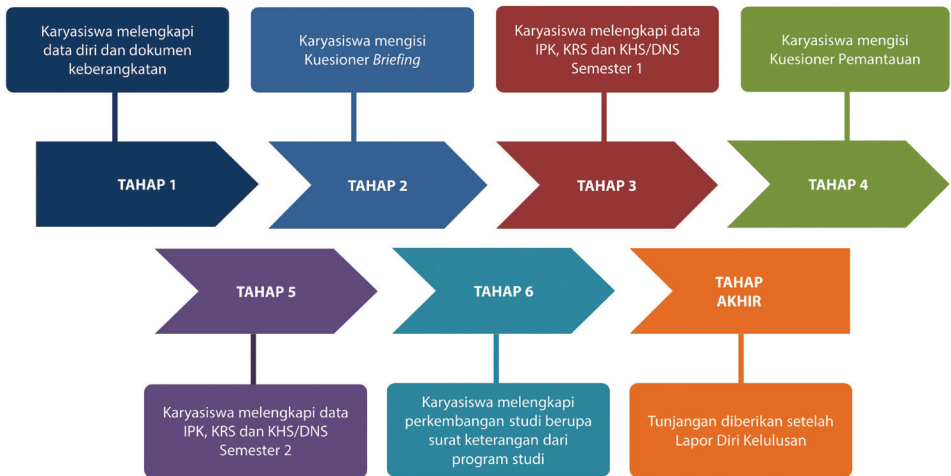 Karyasiswa melengkapi
data diri dan dokumen
keberangkatan
Karyasiswa mengisi
Kuesioner Briefing
Karyasiswa melengkapi data
IPK, KRS dan KHS/DNS
Semester 1
Karyasiswa mengisi
Kuesioner Pemantauan
TAHAP 1
TAHAP 2
TAHAP 3
TAHAP 4
TAHAP 5
TAHAP 6
TAHAP
AKHIR
Karyasiswa melengkapi data
IPK, KRS dan KHS/DNS
Semester 2
Karyasiswa melengkapi
perkembangan studi berupa
surat keterangan dari
program studi
Tunjangan diberikan setelah
Lapor Diri Kelulusan